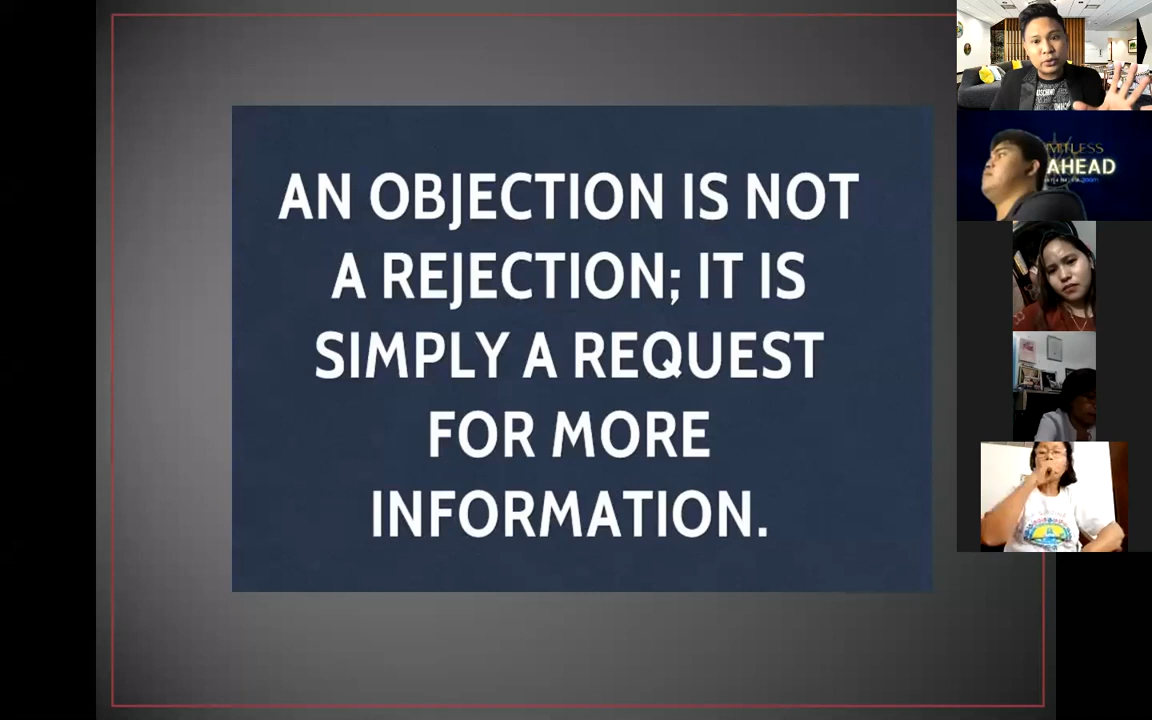 AN OBJECTION IS NOT
A REJECTION; IT IS
SIMPLY A REQUEST
FOR MORE
INFORMATION.
AHEAD